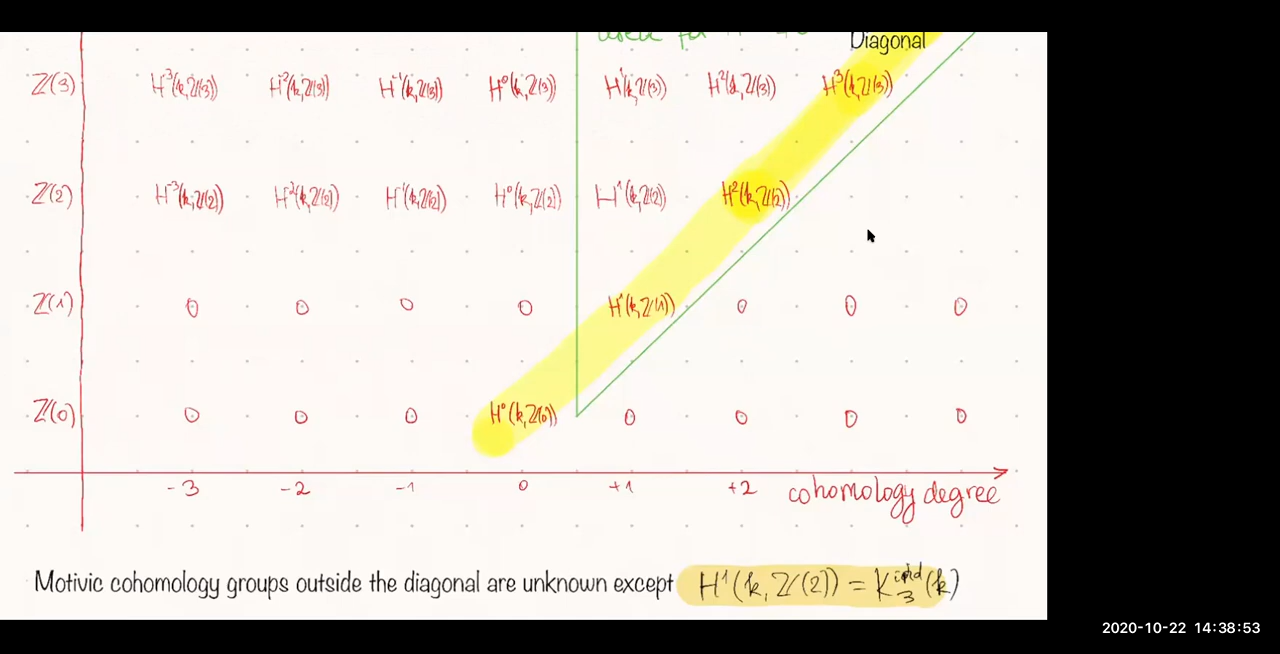 Diagonal
Z(3) H⁻³(k,Z(3)) H⁻²(k,Z(3)) H⁻¹(k,Z(3)) H⁰(k,Z(3)) H¹(k,Z(3)) H²(k,Z(3)) H³(k,Z(3))
Z(2) H⁻³(k,Z(2)) H⁻²(k,Z(2)) H⁻¹(k,Z(2)) H⁰(k,Z(2)) H¹(k,Z(2)) H²(k,Z(2))
Z(1) 0 0 0 0 H¹(k,Z(1)) 0 0 0
Z(0) 0 0 0 H⁰(k,Z(0)) 0 0 0 0
-3 -2 -1 0 +1 +2 cohomology degree
Motivic cohomology groups outside the diagonal are unknown except H¹(k,Z(2)) = K₃ⁱⁿᵈ(k)
2020-10-22 14:38:53